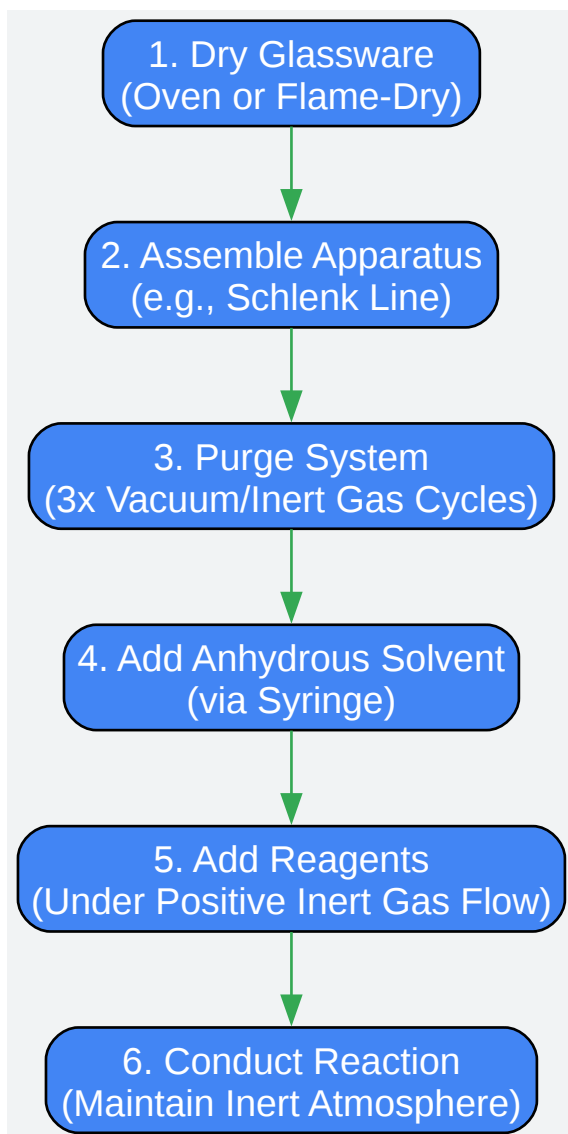 1. Dry Glassware
(Oven or Flame-Dry)
2. Assemble Apparatus
(e.g., Schlenk Line)
3. Purge System
(3x Vacuum/Inert Gas Cycles)
4. Add Anhydrous Solvent
(via Syringe)
5. Add Reagents
(Under Positive Inert Gas Flow)
6. Conduct Reaction
(Maintain Inert Atmosphere)